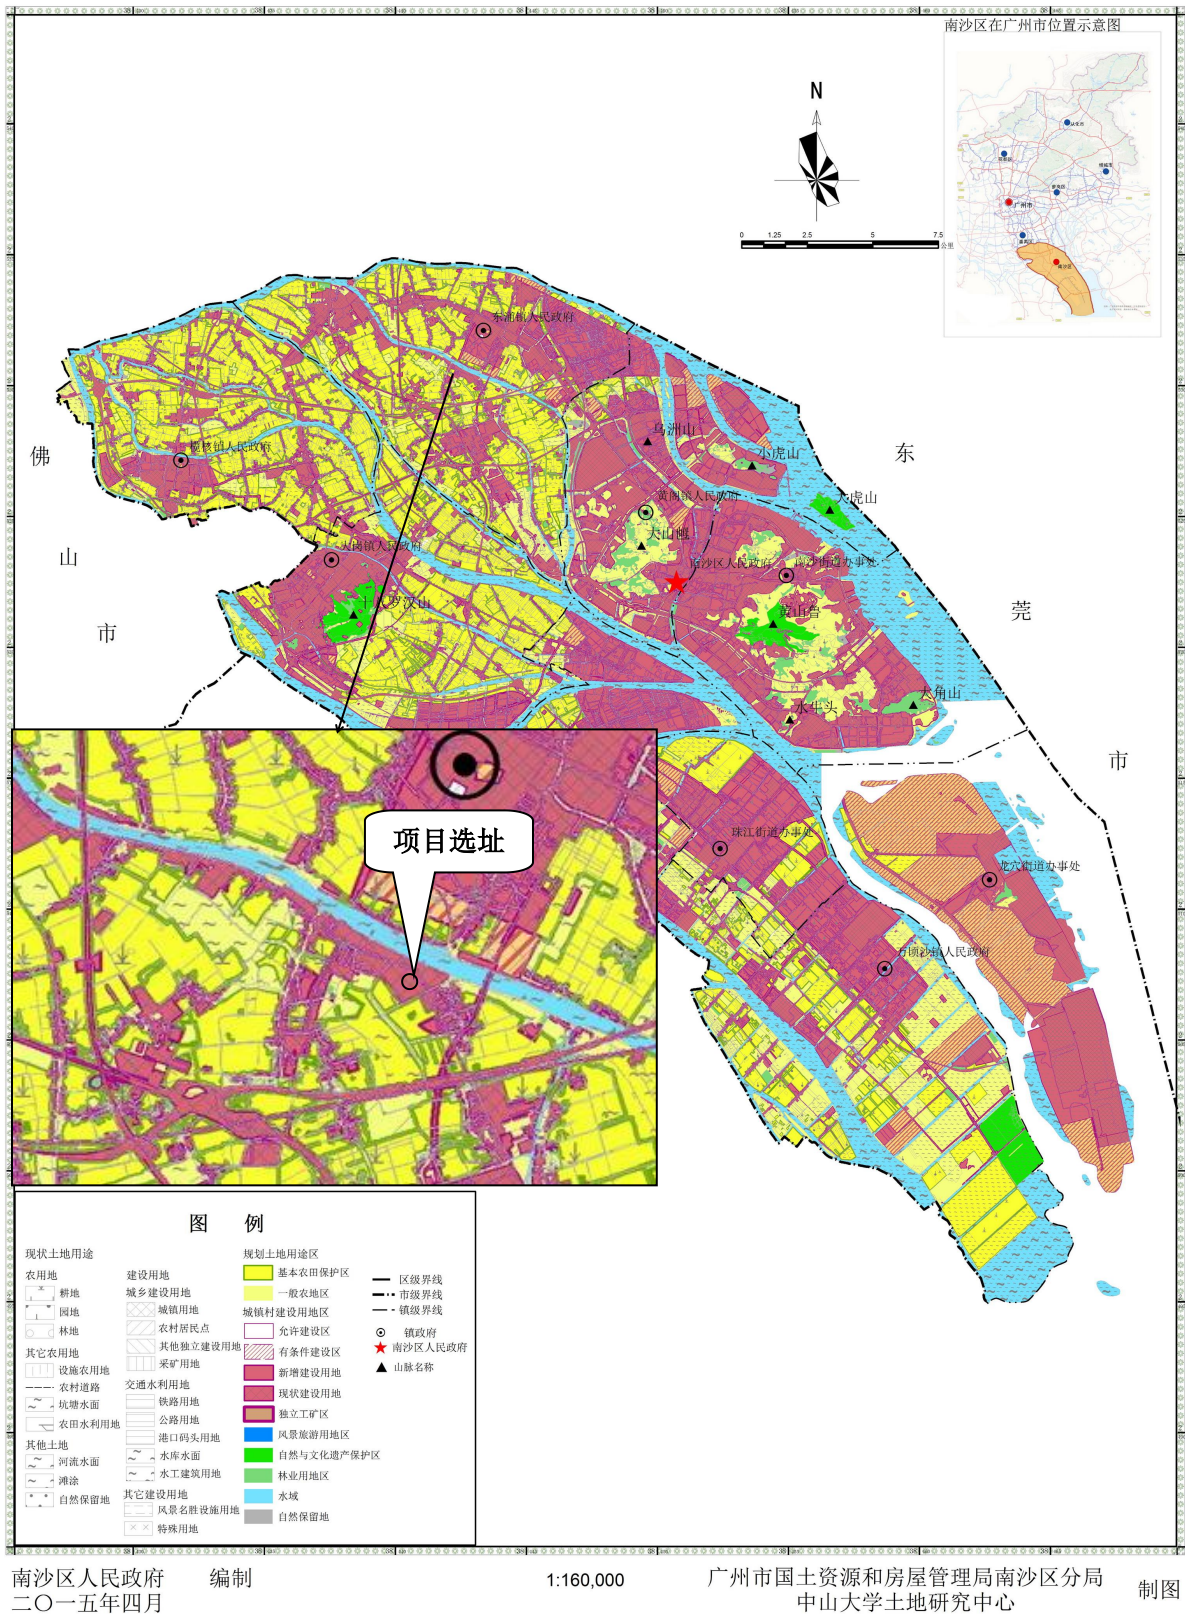 南沙区在广州市位置示意图
N
0 1.25 2.5 5 7.5
公里
从化市
增城市
广州市
南沙区
佛
山
市
东
莞
市
东涌镇人民政府
榄核镇人民政府
大岗镇人民政府
十八罗汉山
乌洲山
小虎山
大虎山
黄阁镇人民政府
大山乸
南沙区人民政府
南沙街道办事处
黄山鲁
水牛头
大角山
珠江街道办事处
龙穴街道办事处
万顷沙镇人民政府
项目选址
图 例
现状土地用途
农用地
耕地
园地
林地
其它农用地
设施农用地
农村道路
坑塘水面
农田水利用地
其他土地
河流水面
滩涂
自然保留地
建设用地
城乡建设用地
城镇用地
农村居民点
其他独立建设用地
采矿用地
交通水利用地
铁路用地
公路用地
港口码头用地
水库水面
水工建筑用地
其它建设用地
风景名胜设施用地
特殊用地
规划土地用途区
基本农田保护区
一般农地区
城镇村建设用地区
允许建设区
有条件建设区
新增建设用地
现状建设用地
独立工矿区
风景旅游用地区
自然与文化遗产保护区
林业用地区
水域
自然保留地
区级界线
市级界线
镇级界线
镇政府
南沙区人民政府
山脉名称
南沙区人民政府 编制
二〇一五年四月
1:160,000
广州市国土资源和房屋管理局南沙区分局
中山大学土地研究中心
制图